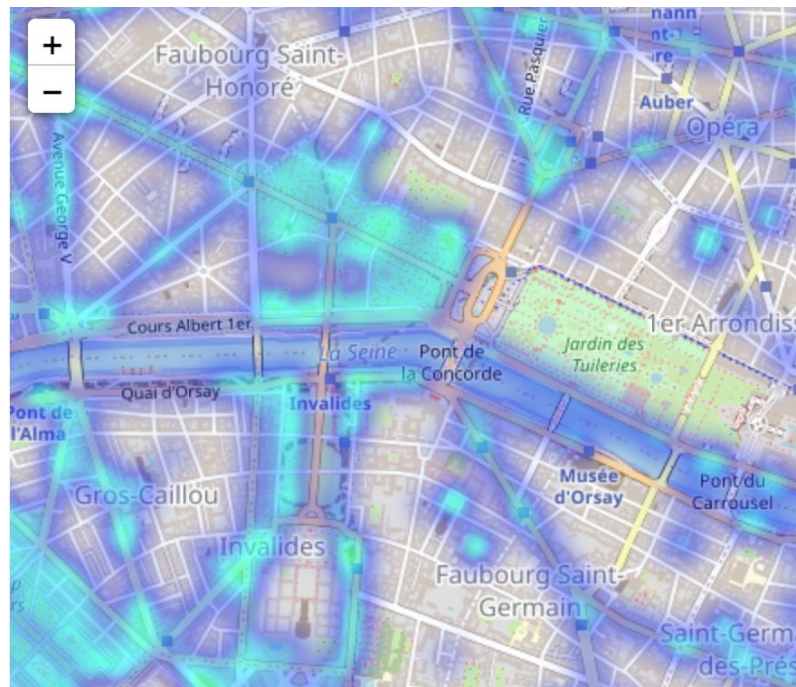 +
−
Faubourg Saint-
Honoré
Rue Pasquier
Auber
Opéra
Avenue George V
Cours Albert 1er
La Seine
Pont de
la Concorde
Jardin des
Tuileries
1er Arrondiss
Quai d'Orsay
Invalides
Pont de
l'Alma
Gros-Caillou
Musée
d'Orsay
Pont du
Carrousel
Invalides
Faubourg Saint-
Germain
Saint-Germa
des-Prés